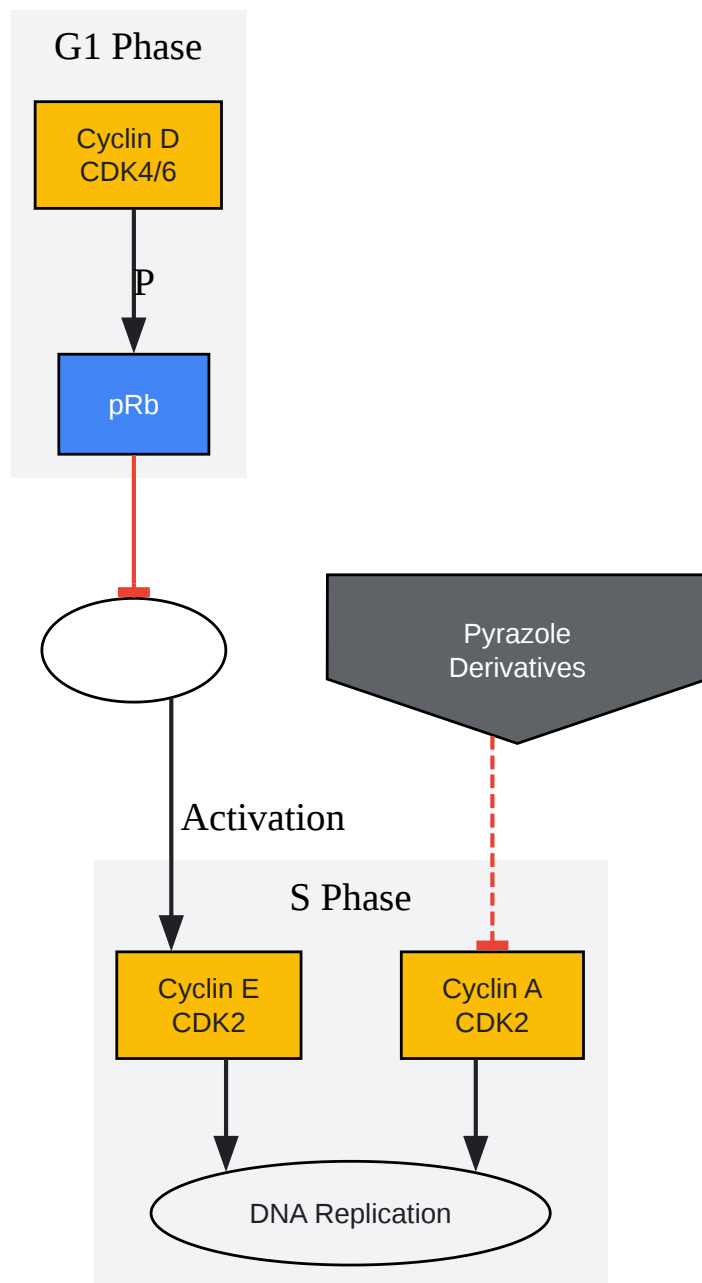 G1 Phase
Cyclin D
CDK4/6
P
pRb
Pyrazole
Derivatives
Activation
S Phase
Cyclin E
CDK2
Cyclin A
CDK2
DNA Replication